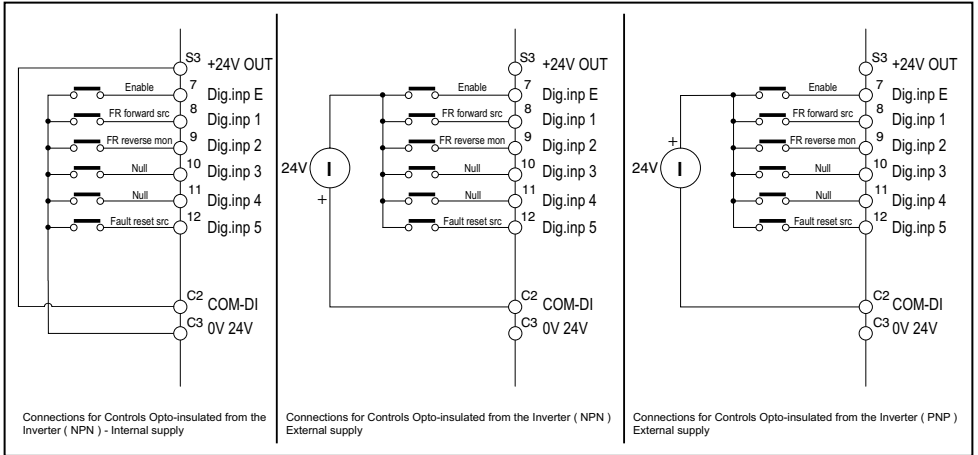 S3 +24V OUT
Enable 7 Dig.inp E
FR forward src 8 Dig.inp 1
FR reverse mon 9 Dig.inp 2
Null 10 Dig.inp 3
Null 11 Dig.inp 4
Fault reset src 12 Dig.inp 5
C2 COM-DI
C3 0V 24V
Connections for Controls Opto-insulated from the
Inverter ( NPN ) - Internal supply
S3 +24V OUT
Enable 7 Dig.inp E
FR forward src 8 Dig.inp 1
FR reverse mon 9 Dig.inp 2
24V I +
Null 10 Dig.inp 3
Null 11 Dig.inp 4
Fault reset src 12 Dig.inp 5
C2 COM-DI
C3 0V 24V
Connections for Controls Opto-insulated from the Inverter ( NPN )
External supply
S3 +24V OUT
Enable 7 Dig.inp E
FR forward src 8 Dig.inp 1
FR reverse mon 9 Dig.inp 2
+ 24V I
Null 10 Dig.inp 3
Null 11 Dig.inp 4
Fault reset src 12 Dig.inp 5
C2 COM-DI
C3 0V 24V
Connections for Controls Opto-insulated from the Inverter ( PNP )
External supply